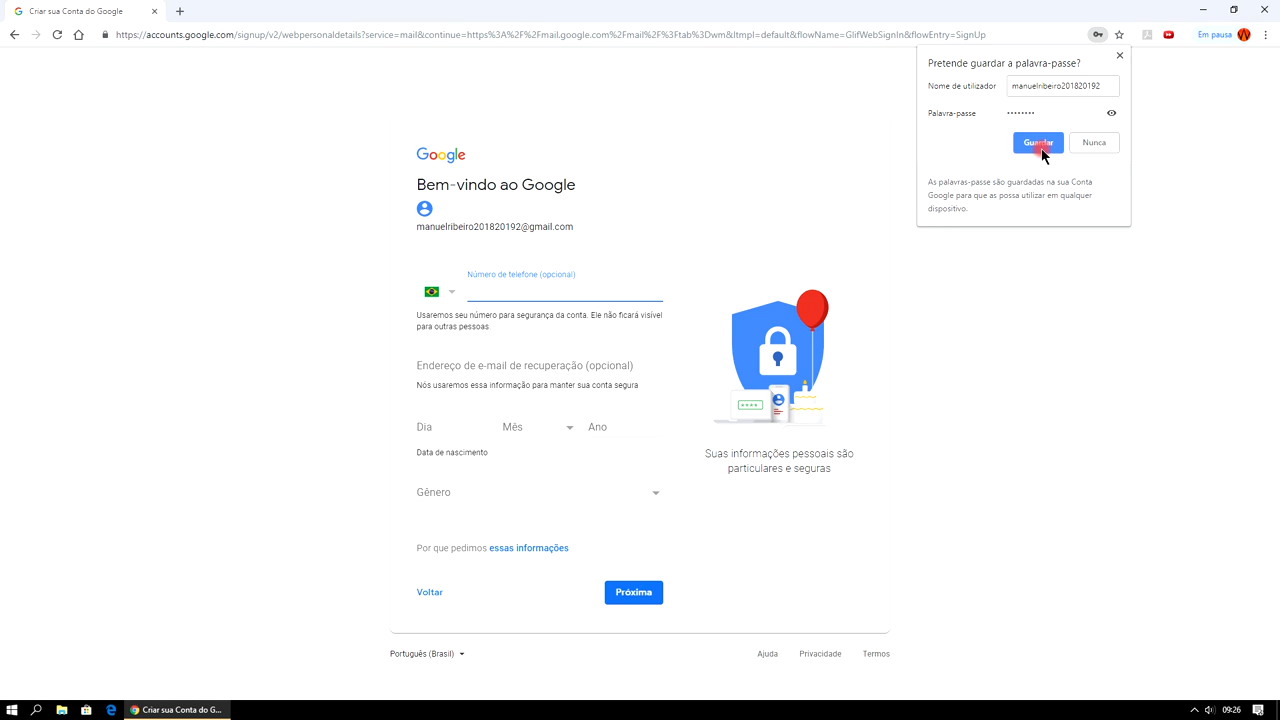 Criar sua Conta do Google
https://accounts.google.com/signup/v2/webpersonaldetails?service=mail&continue=https%3A%2F%2Fmail.google.com%2Fmail%2F%3Ftab%3Dwm&ltmpl=default&flowName=GlifWebSignIn&flowEntry=SignUp
Em pausa
Pretende guardar a palavra-passe?
Nome de utilizador manuelribeiro201820192
Palavra-passe ••••••••
Guardar Nunca
As palavras-passe são guardadas na sua Conta
Google para que as possa utilizar em qualquer
dispositivo.
Google
Bem-vindo ao Google
manuelribeiro201820192@gmail.com
Número de telefone (opcional)
Usaremos seu número para segurança da conta. Ele não ficará visível
para outras pessoas.
Endereço de e-mail de recuperação (opcional)
Nós usaremos essa informação para manter sua conta segura
Dia Mês Ano
Data de nascimento
Gênero
Por que pedimos essas informações
Voltar Próxima
Suas informações pessoais são
particulares e seguras
Português (Brasil) Ajuda Privacidade Termos
Criar sua Conta do G...
09:26